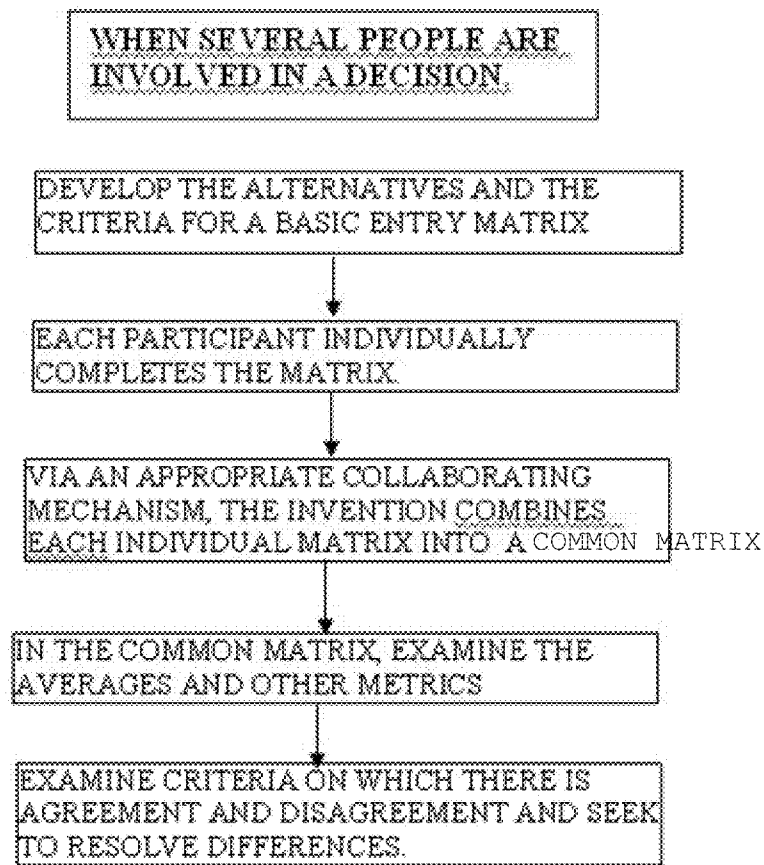 WHEN SEVERAL PEOPLE ARE
INVOLVED IN A DECISION.
DEVELOP THE ALTERNATIVES AND THE
CRITERIA FOR A BASIC ENTRY MATRIX
EACH PARTICIPANT INDIVIDUALLY
COMPLETES THE MATRIX.
VIA AN APPROPRIATE COLLABORATING
MECHANISM, THE INVENTION COMBINES
EACH INDIVIDUAL MATRIX INTO A COMMON MATRIX
IN THE COMMON MATRIX, EXAMINE THE
AVERAGES AND OTHER METRICS
EXAMINE CRITERIA ON WHICH THERE IS
AGREEMENT AND DISAGREEMENT AND SEEK
TO RESOLVE DIFFERENCES.